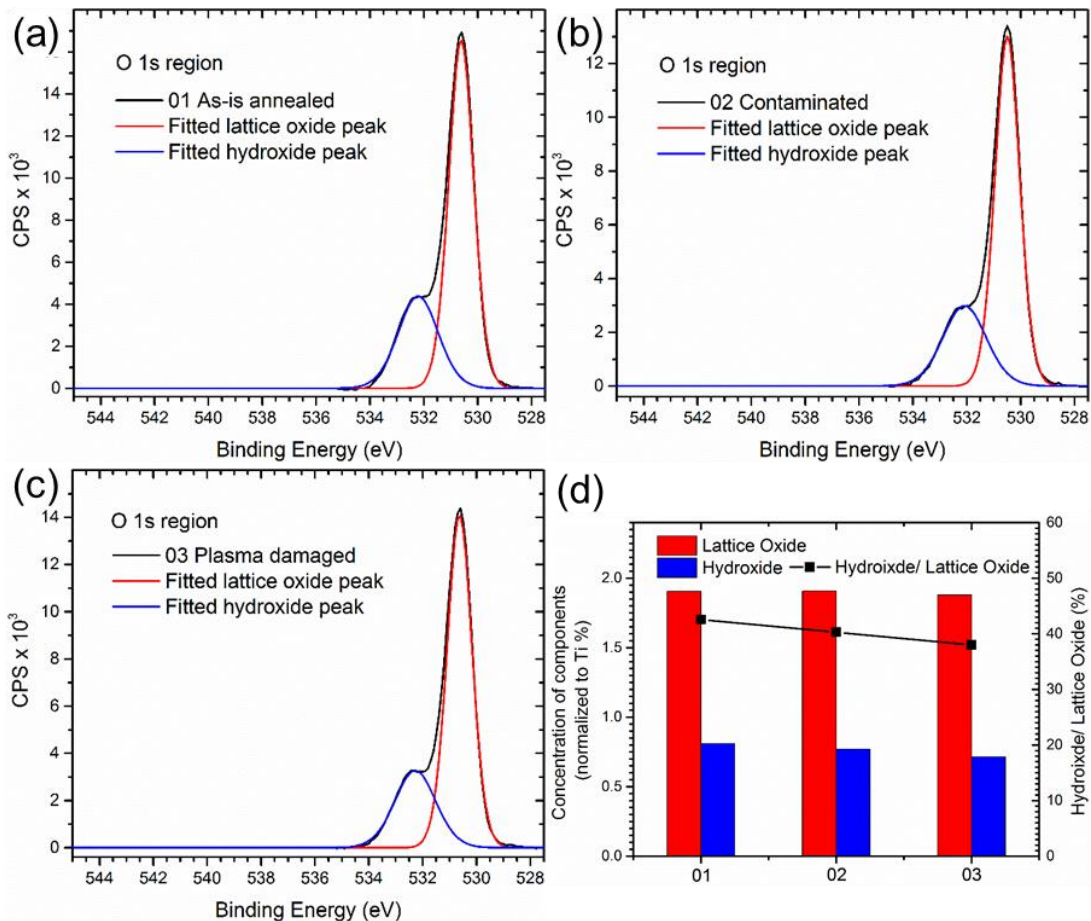 (a)
O 1s region
01 As-is annealed
Fitted lattice oxide peak
Fitted hydroxide peak
CPS x 10³
16
14
12
10
8
6
4
2
0
544 542 540 538 536 534 532 530 528
Binding Energy (eV)
(b)
O 1s region
02 Contaminated
Fitted lattice oxide peak
Fitted hydroxide peak
CPS x 10³
12
10
8
6
4
2
0
544 542 540 538 536 534 532 530 528
Binding Energy (eV)
(c)
O 1s region
03 Plasma damaged
Fitted lattice oxide peak
Fitted hydroxide peak
CPS x 10³
14
12
10
8
6
4
2
0
544 542 540 538 536 534 532 530 528
Binding Energy (eV)
(d)
Lattice Oxide
Hydroxide
Hydroixde/ Lattice Oxide
Concentration of components
(normalized to Ti %)
2.0
1.5
1.0
0.5
0.0
01 02 03
60
50
40
30
20
10
0
Hydroixde/ Lattice Oxide (%)